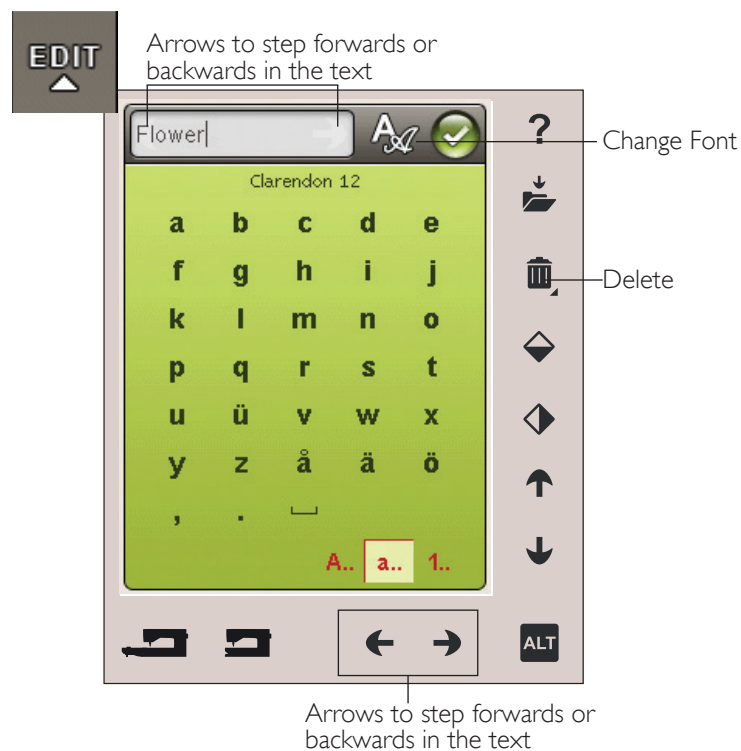 EDIT
Arrows to step forwards or
backwards in the text
Flower
A A
?
Change Font
Clarendon 12
a b c d e
f g h i j
Delete
k l m n o
p q r s t
u ü v w x
y z å ä ö
, .
A.. a.. 1..
ALT
Arrows to step forwards or
backwards in the text